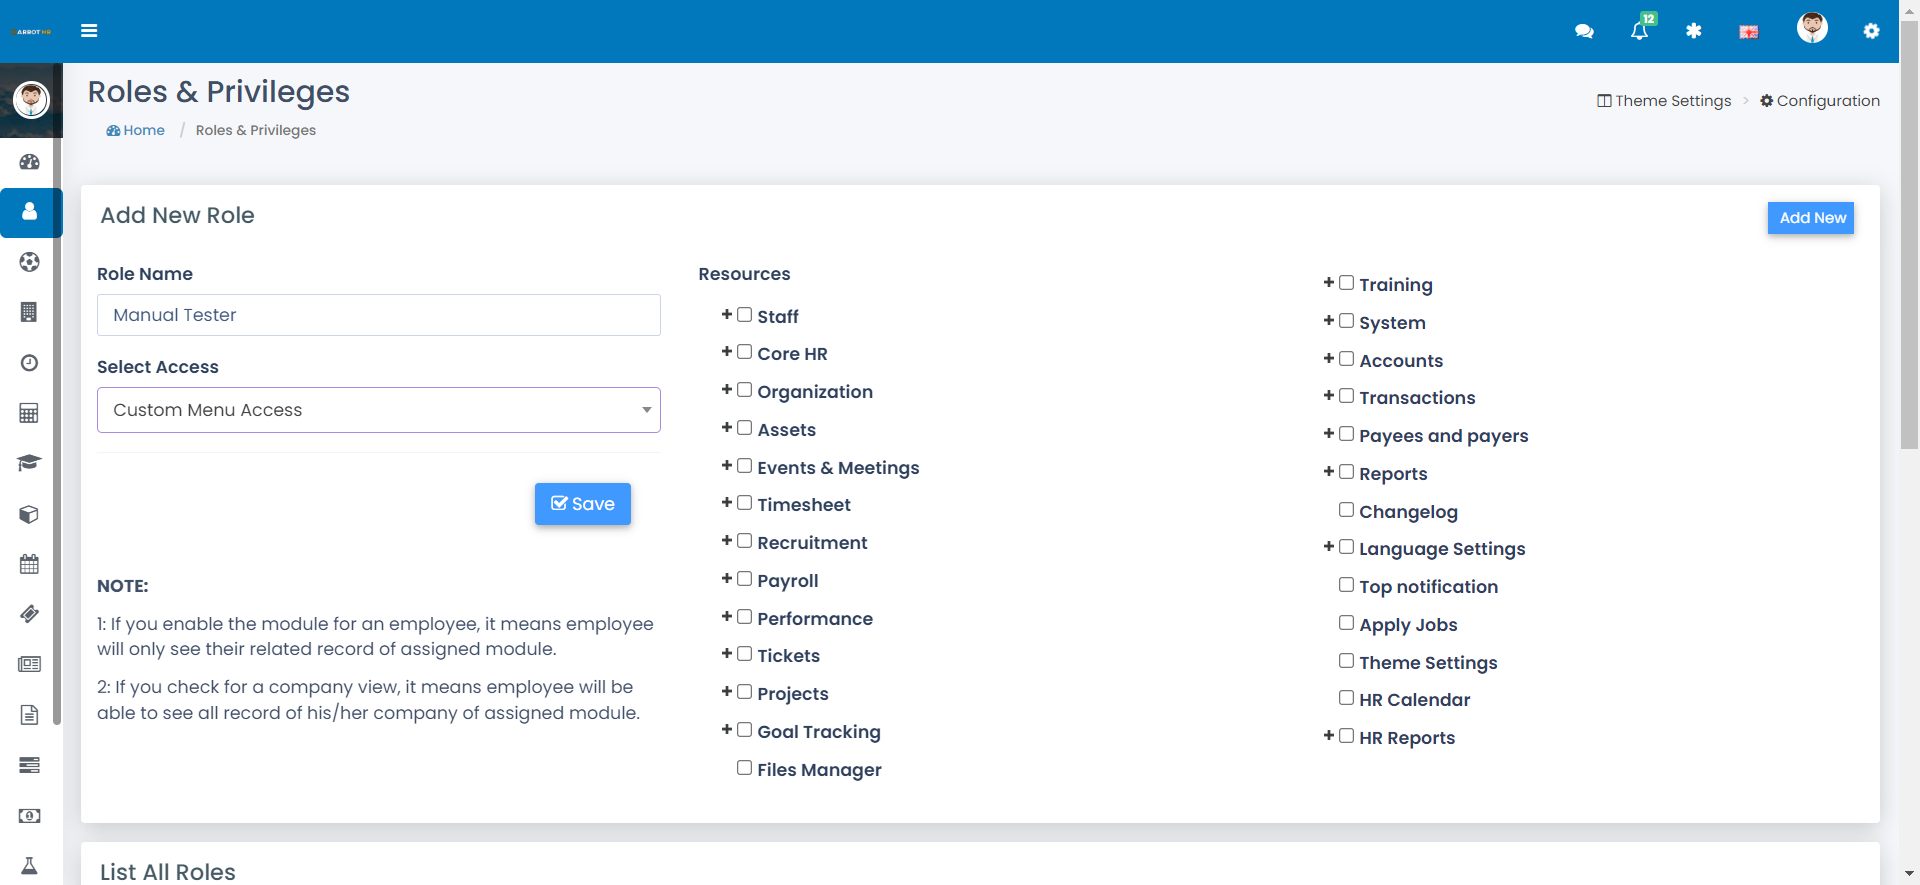 ARBOT HR
12
Roles & Privileges
Theme Settings > Configuration
Home / Roles & Privileges
Add New Role
Add New
Role Name
Manual Tester
Select Access
Custom Menu Access
Save
NOTE:
1: If you enable the module for an employee, it means employee
will only see their related record of assigned module.
2: If you check for a company view, it means employee will be
able to see all record of his/her company of assigned module.
Resources
+ Staff
+ Core HR
+ Organization
+ Assets
+ Events & Meetings
+ Timesheet
+ Recruitment
+ Payroll
+ Performance
+ Tickets
+ Projects
+ Goal Tracking
Files Manager
+ Training
+ System
+ Accounts
+ Transactions
+ Payees and payers
+ Reports
Changelog
+ Language Settings
Top notification
Apply Jobs
Theme Settings
HR Calendar
+ HR Reports
List All Roles